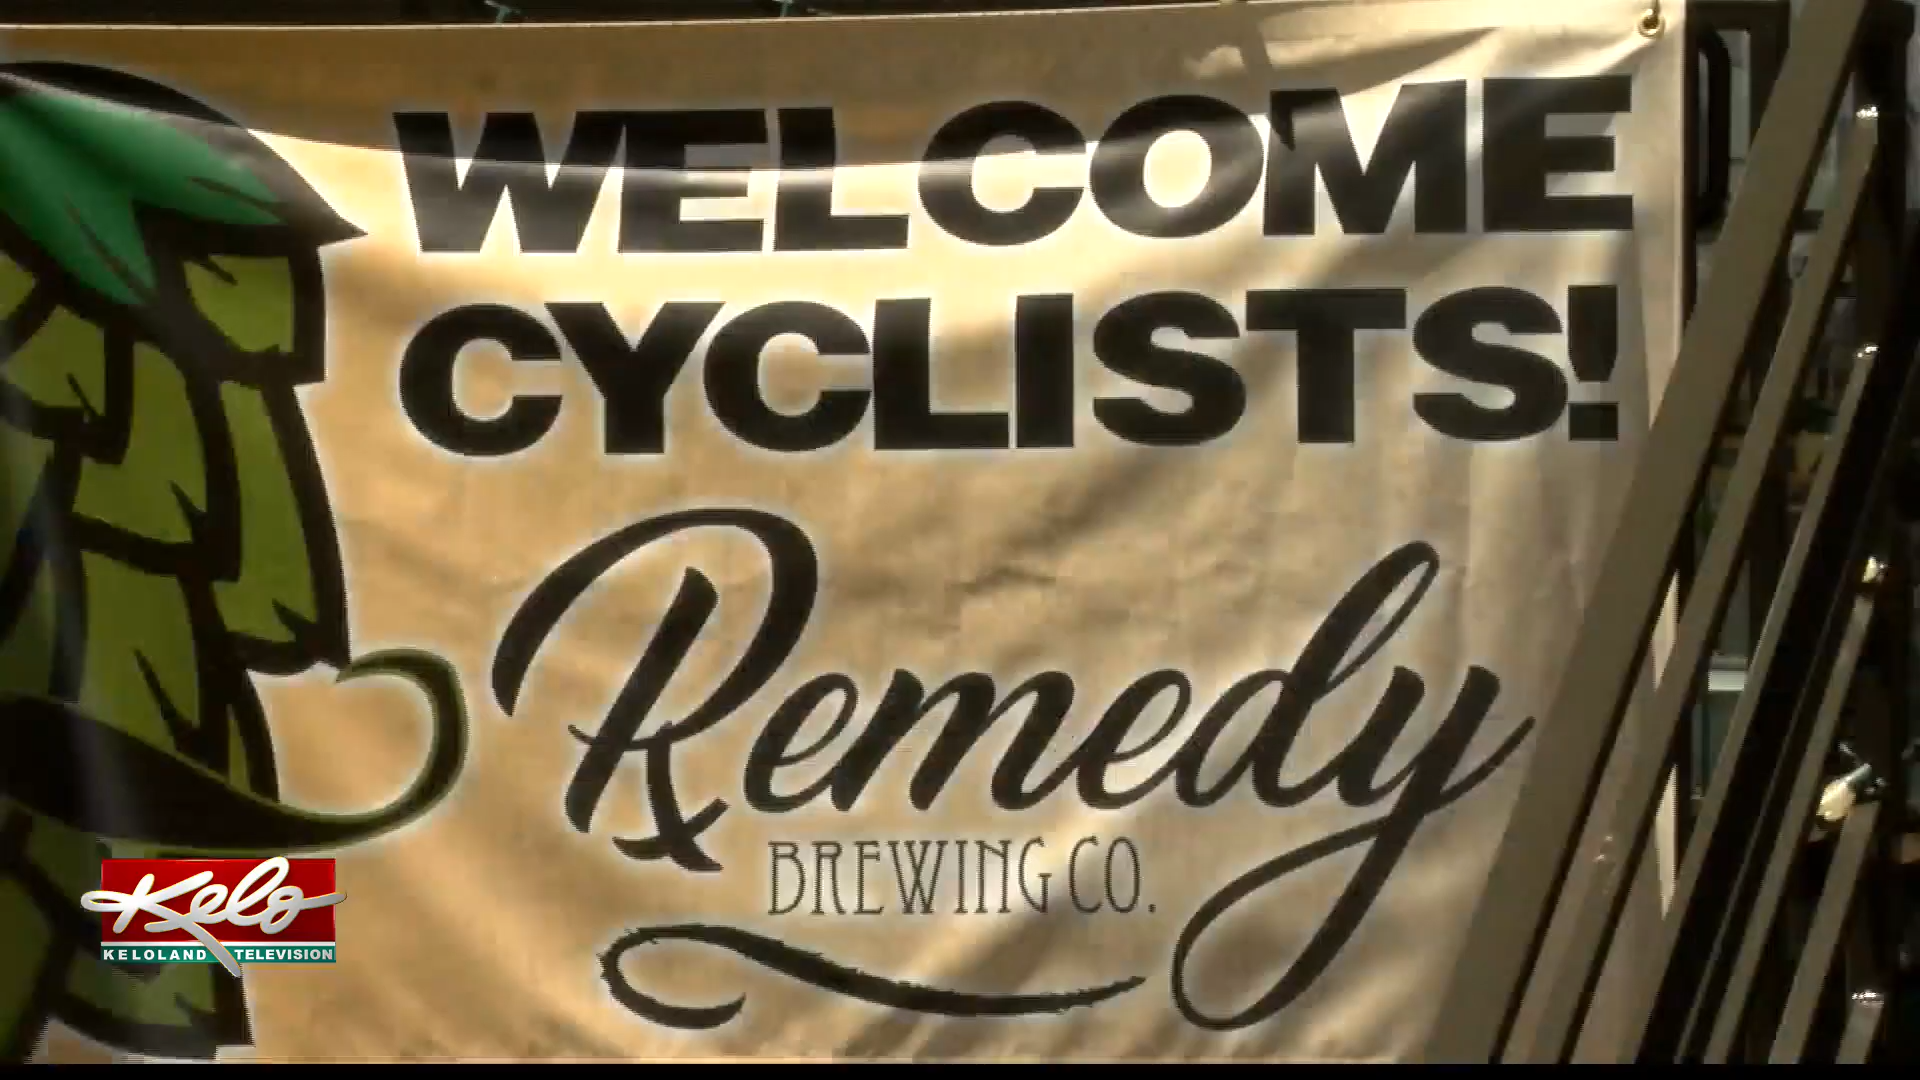 WELCOME
CYCLISTS!
Remedy
BREWING CO.
Kelo
KELOLAND TELEVISION